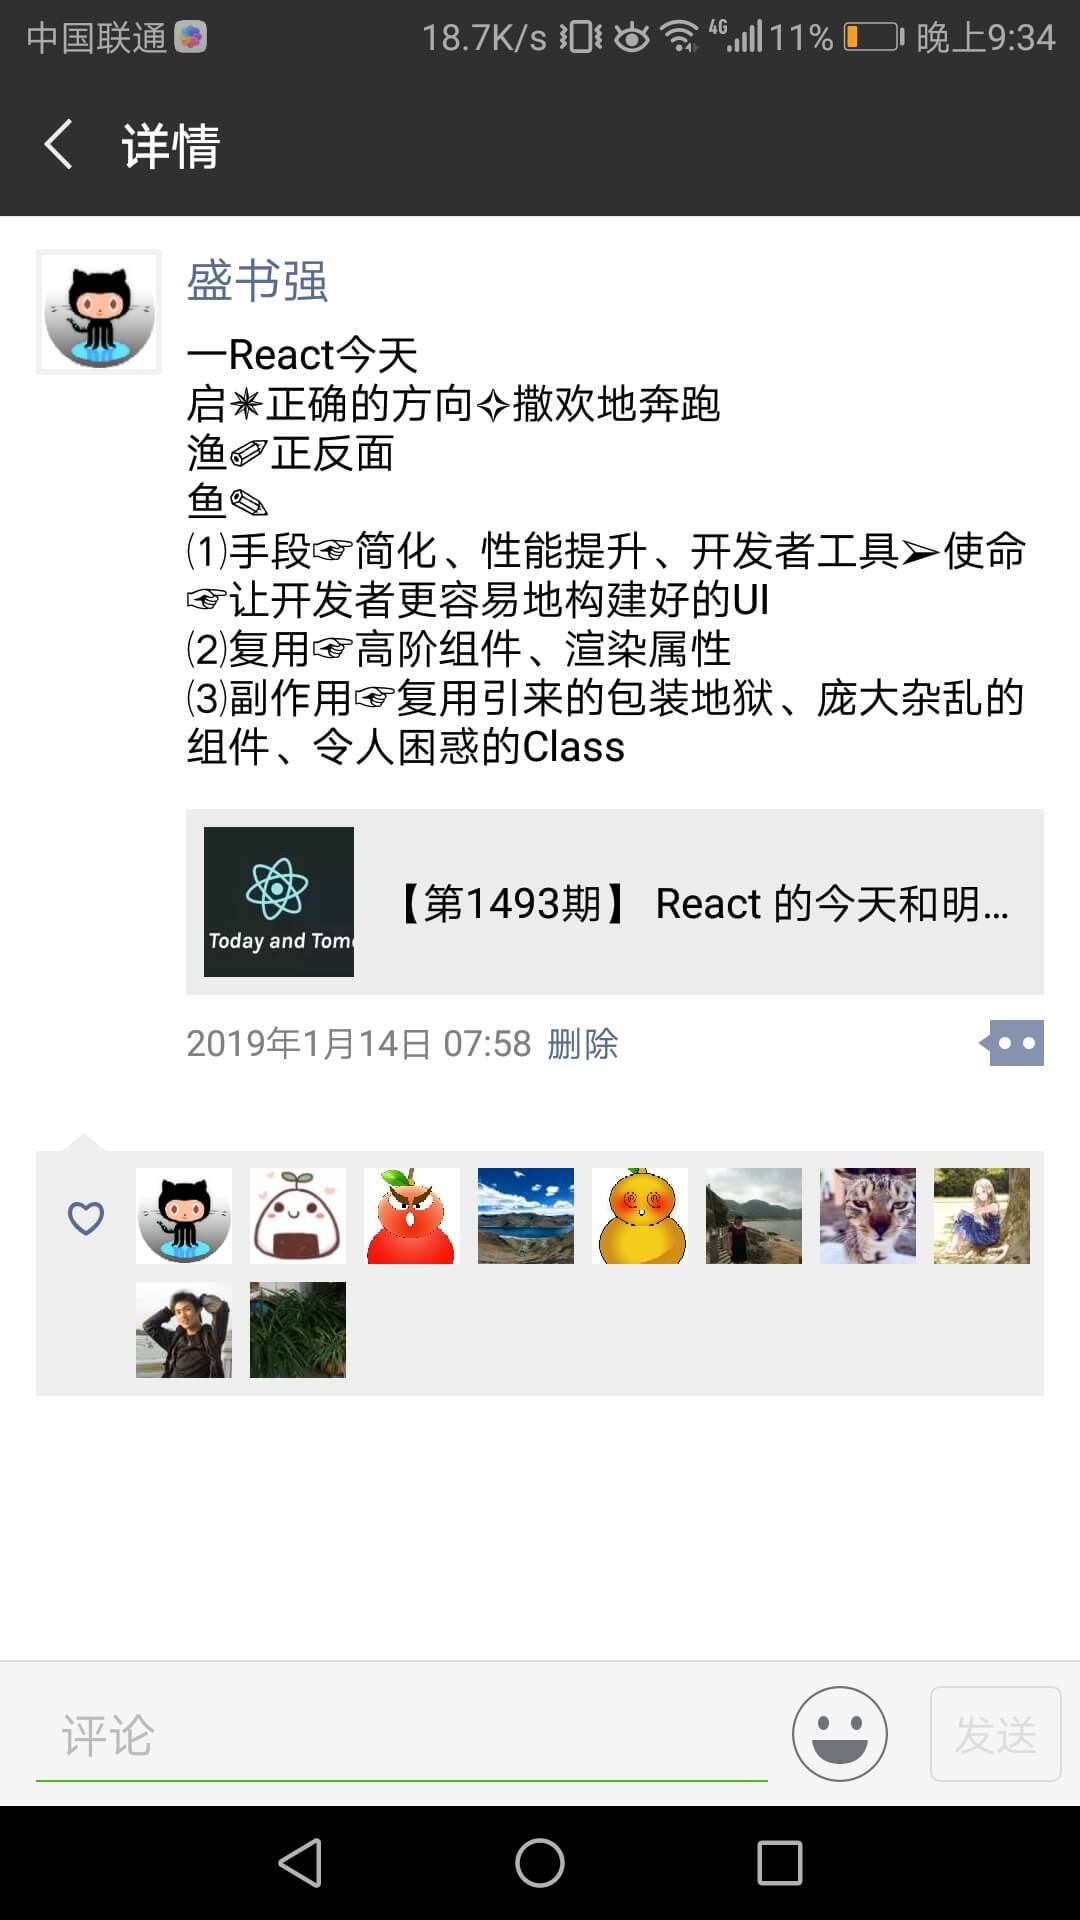 中国联通 18.7K/s 4G 11% 晚上9:34
详情
盛书强
一React今天
启✴正确的方向✧撒欢地奔跑
渔✐正反面
鱼✎
⑴手段☞简化、性能提升、开发者工具➢使命
☞让开发者更容易地构建好的UI
⑵复用☞高阶组件、渲染属性
⑶副作用☞复用引来的包装地狱、庞大杂乱的
组件、令人困惑的Class
Today and Tom
【第1493期】 React 的今天和明...
2019年1月14日 07:58 删除
评论
发送